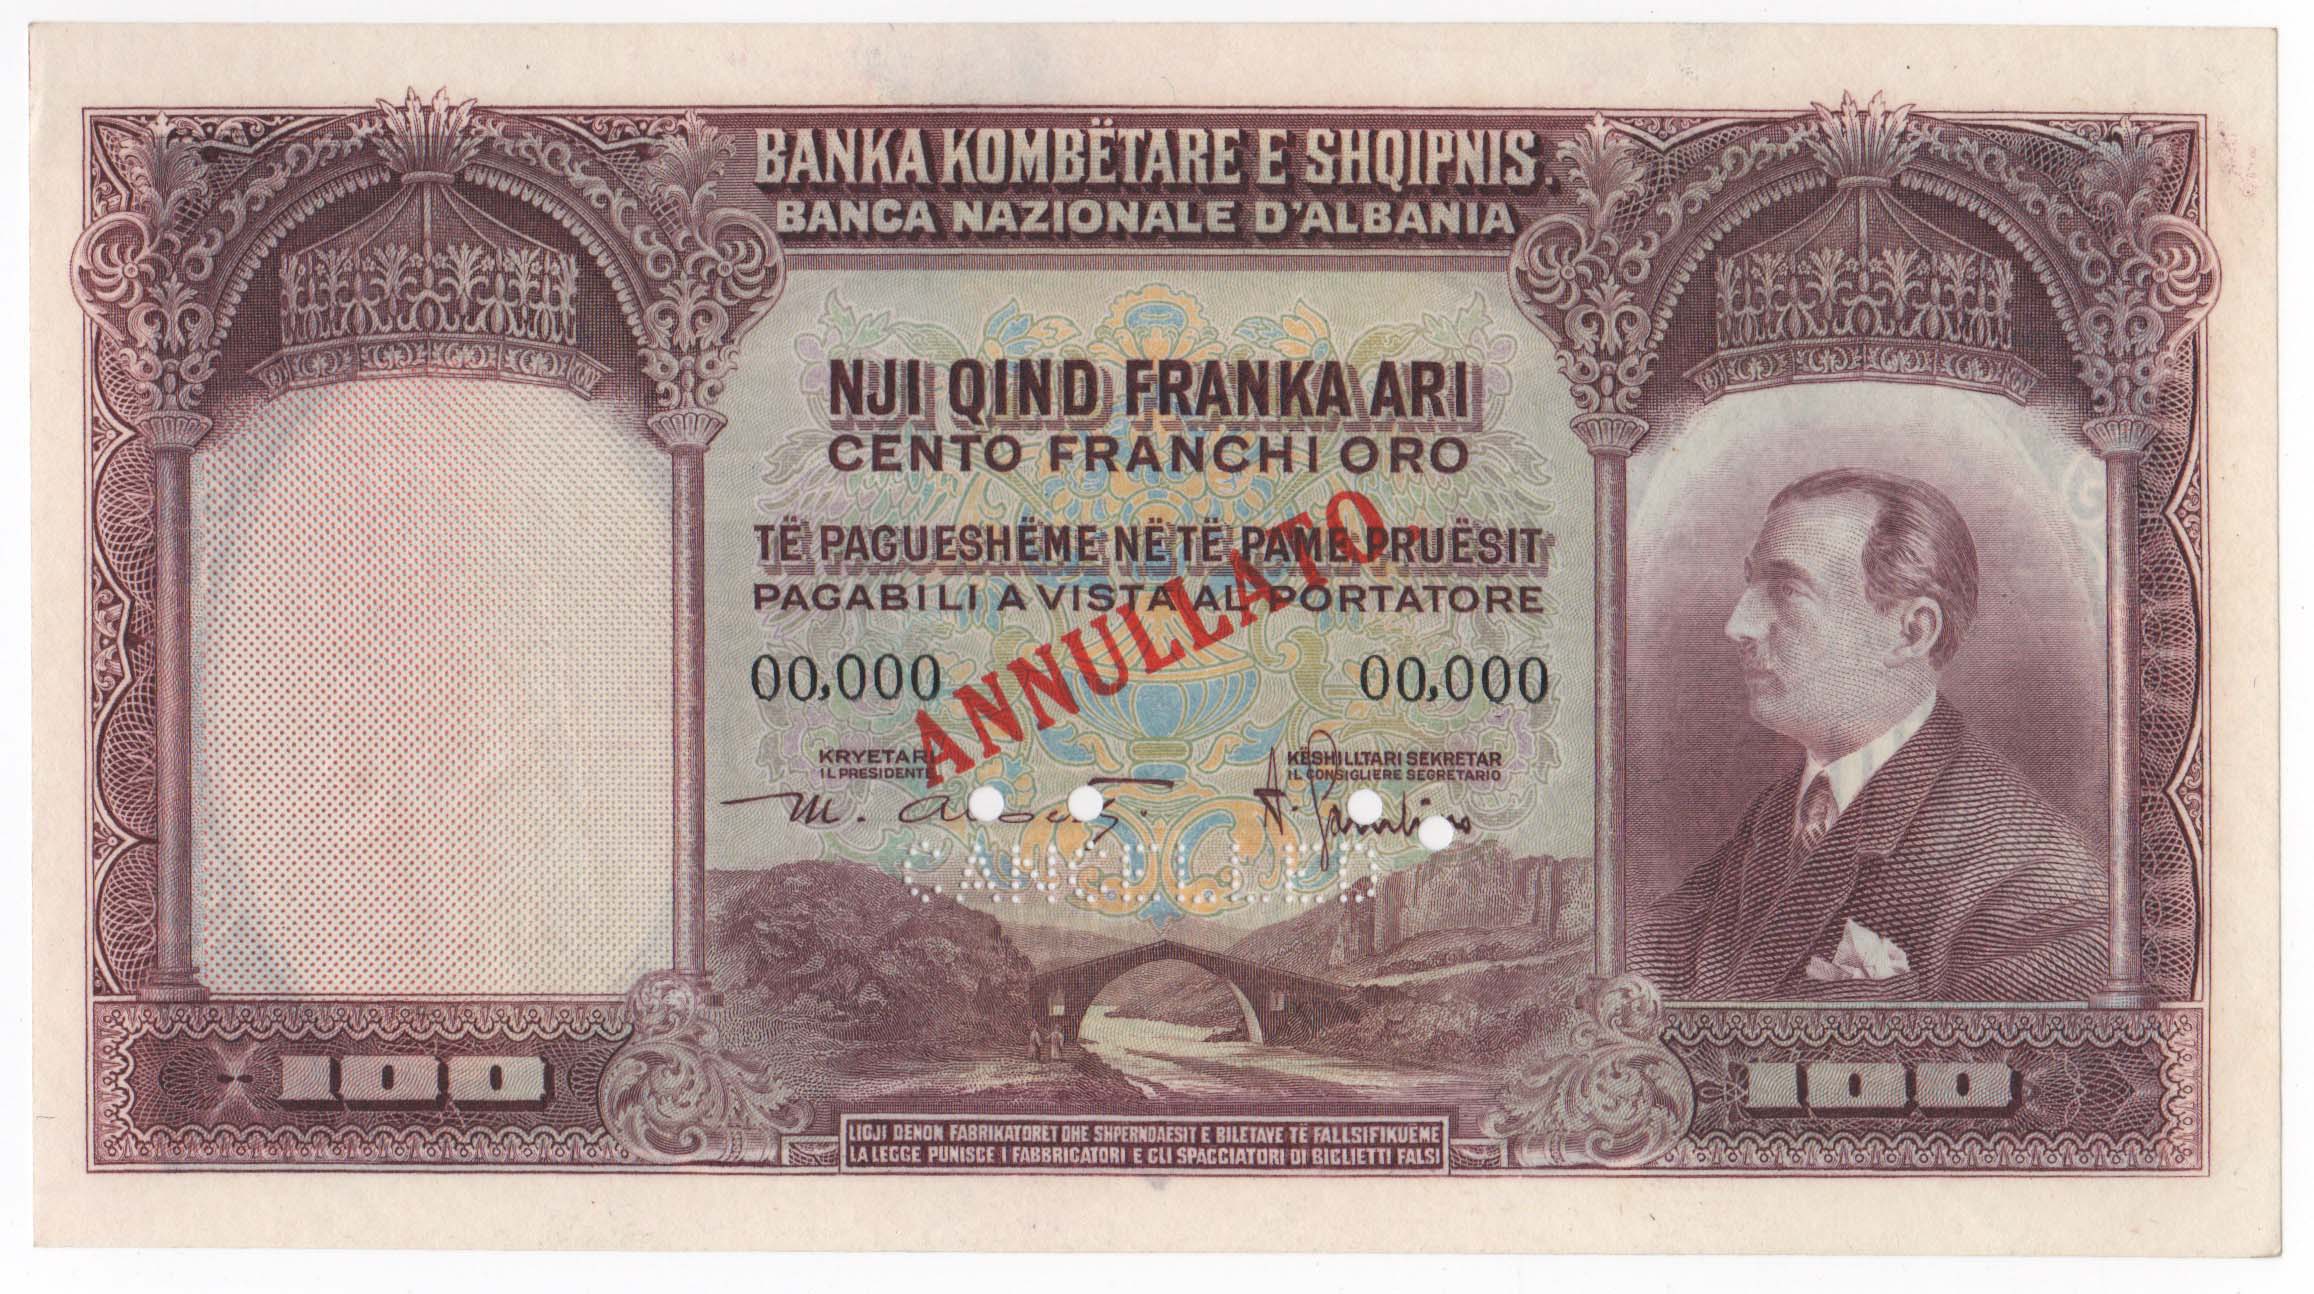 BANKA KOMBËTARE E SHQIPNIS.
BANCA NAZIONALE D'ALBANIA
NJI QIND FRANKA ARI
CENTO FRANCHI ORO
TË PAGUESHËME NË TË PAME PRUËSIT
PAGABILI A VISTA AL PORTATORE
ANNULLATO.
00,000 00,000
KRYETARI KËSHILLTARI SEKRETAR
IL PRESIDENTE IL CONSIGLIERE SEGRETARIO
M. A.
CANCELLED
100 100
LIGJI DENON FABRIKATORËT DHE SHPERNDAESIT E BILETAVE TË FALLSIFIKUEME
LA LEGGE PUNISCE I FABBRICATORI E GLI SPACCIATORI DI BIGLIETTI FALSI